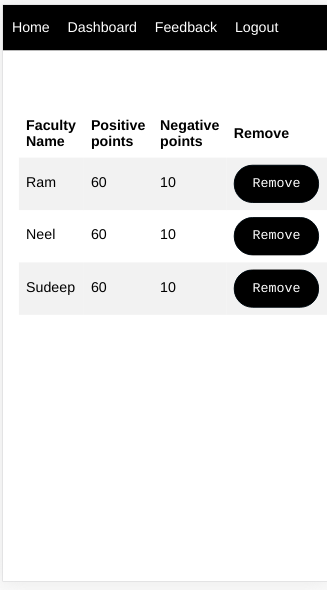 Home Dashboard Feedback Logout
Faculty Name Positive points Negative points Remove
Ram 60 10 Remove
Neel 60 10 Remove
Sudeep 60 10 Remove